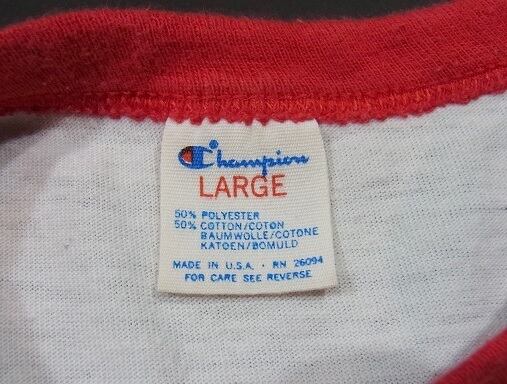 Champion
LARGE
50% POLYESTER
50% COTTON/COTON
BAUMWOLLE/COTONE
KATOEN/BOMULD
MADE IN U.S.A. · RN 26094
FOR CARE SEE REVERSE